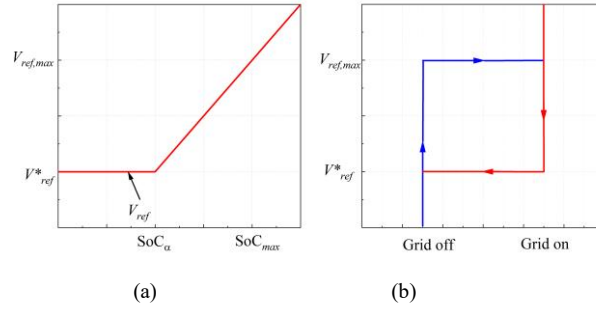 V_ref,max
V*_ref
V_ref
SoC_α
SoC_max
(a)
V_ref,max
V*_ref
Grid off
Grid on
(b)